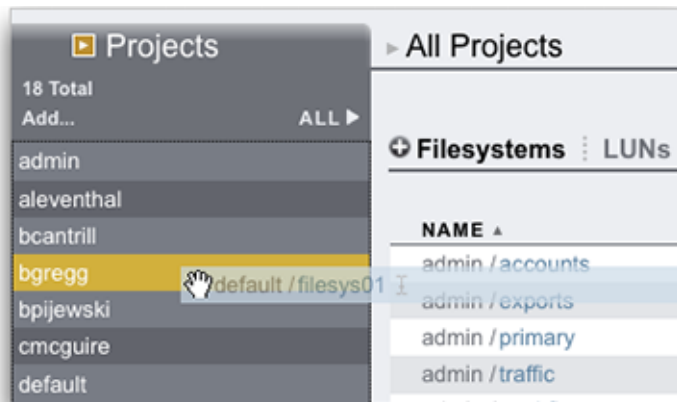 Projects
18 Total
Add...
ALL
admin
aleventhal
bcantrill
bgregg
bpijewski
cmcguire
default
default / filesys01
All Projects
Filesystems
LUNs
NAME
admin / accounts
admin / exports
admin / primary
admin / traffic